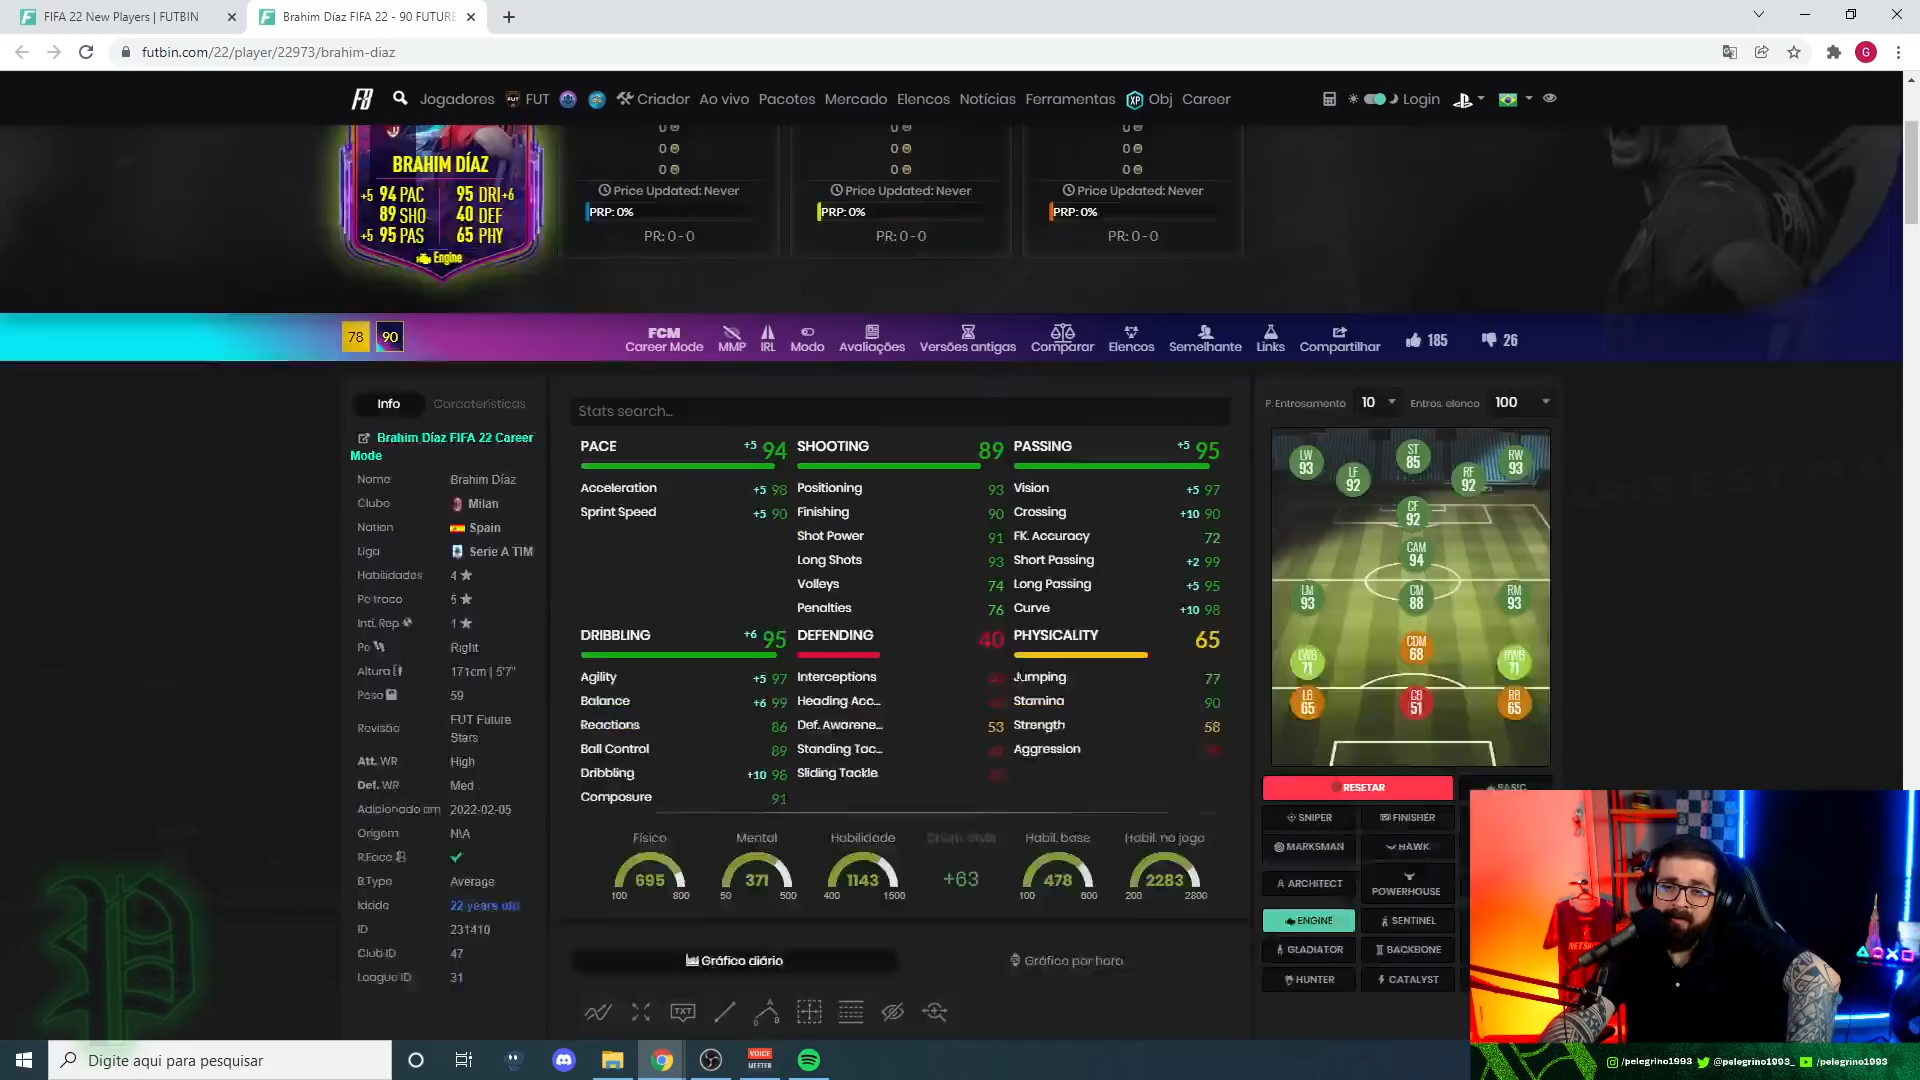 FIFA 22 New Players | FUTBIN
Brahim Díaz FIFA 22 - 90 FUTURE
futbin.com/22/player/22973/brahim-diaz
G
Jogadores FUT Criador Ao vivo Pacotes Mercado Elencos Notícias Ferramentas XP Obj Career Login
BRAHIM DÍAZ
+5 94 PAC 95 DRI+6
89 SHO 40 DEF
+5 95 PAS 65 PHY
Engine
0 0 0
0 0 0
0 0 0
Price Updated: Never Price Updated: Never Price Updated: Never
PRP: 0% PRP: 0% PRP: 0%
PR: 0 - 0 PR: 0 - 0 PR: 0 - 0
78 90
FCM
Career Mode MMP IRL Modo Avaliações Versões antigas Comparar Elencos Semelhante Links Compartilhar 185 26
Info Características
Brahim Díaz FIFA 22 Career
Mode
Nome Brahim Díaz
Clube Milan
Nation Spain
Liga Serie A TIM
Habilidades 4
Pe fraco 5
Intl. Rep 1
Pé Right
Altura 171cm | 5'7"
Peso 59
Revisão FUT Future
Stars
Att. WR High
Def. WR Med
Adicionado em 2022-02-05
Origem N\A
R.Face
B.Type Average
Idade 22 years old
ID 231410
Club ID 47
League ID 31
Stats search...
PACE +5 94
Acceleration +5 98
Sprint Speed +5 90
SHOOTING 89
Positioning 93
Finishing 90
Shot Power 91
Long Shots 93
Volleys 74
Penalties 76
PASSING +5 95
Vision +5 97
Crossing +10 90
FK. Accuracy 72
Short Passing +2 99
Long Passing +5 95
Curve +10 98
DRIBBLING +6 95
Agility +5 97
Balance +6 99
Reactions 86
Ball Control 89
Dribbling +10
Composure 91
DEFENDING 40
Interceptions
Heading Acc...
Def. Awarene... 53
Standing Tac...
Sliding Tackle
PHYSICALITY 65
Jumping 77
Stamina 90
Strength 58
Aggression
Físico Mental Habilidade Habil. base Habil. no jogo
695 371 1143 +63 478 2283
100 800 50 500 400 1500 100 600 200 2800
Gráfico diário Gráfico por hora
TXT
P. Entrosamento 10 Entros. elenco 100
LW 93
LF 92
ST 85
RF 92
RW 93
CF 92
CAM 94
LM 93
CM 88
RM 93
CDM 68
LWB 71
RWB 71
LB 65
CB 51
RB 65
RESETAR BASIC
SNIPER FINISHER
MARKSMAN HAWK
ARCHITECT POWERHOUSE
ENGINE SENTINEL
GLADIATOR BACKBONE
HUNTER CATALYST
Digite aqui para pesquisar
VOICE
MEETER
/pelegrino1993 @pelegrino1993_ /pelegrino1993